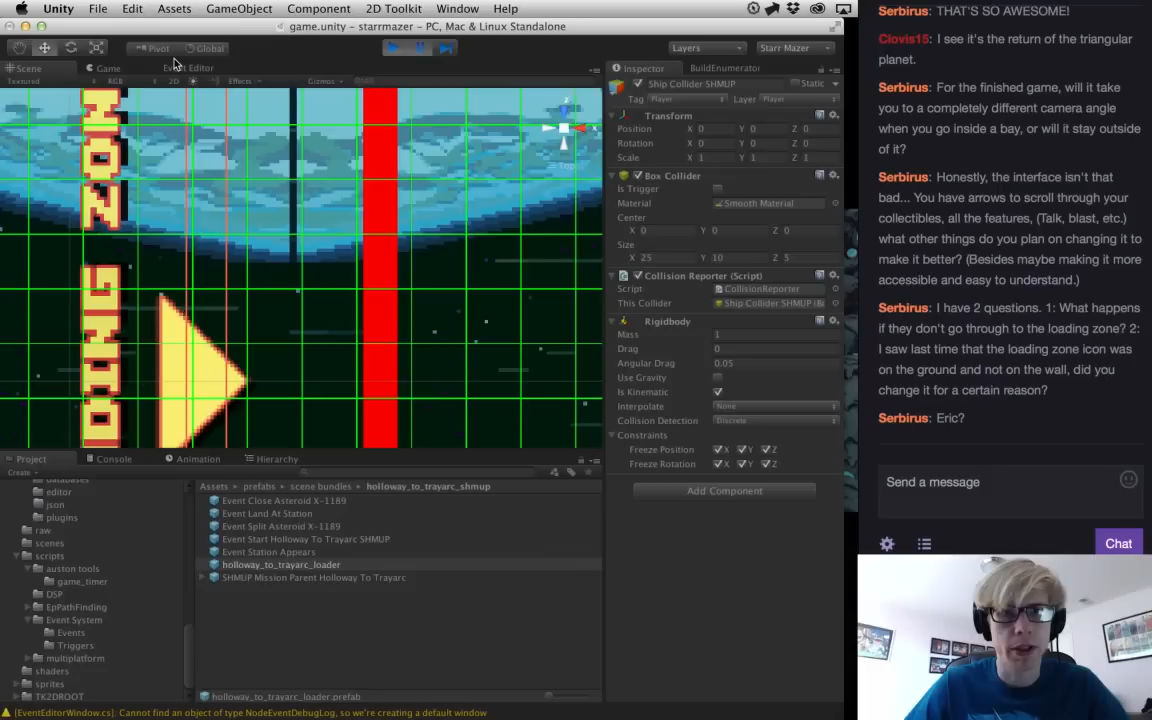 Unity File Edit Assets GameObject Component 2D Toolkit Window Help
game.unity - starrmazer - PC, Mac & Linux Standalone
Pivot Global Layers Starr Mazer
Scene Game Event Editor
Textured RGB 2D Effects Gizmos
Inspector BuildEnumerator
Ship Collider SHMUP Static
Tag Player Layer Player
Transform
Position X 0 Y 0 Z 0
Rotation X 0 Y 0 Z 0
Scale X 1 Y 1 Z 1
Box Collider
Is Trigger
Material Smooth Material
Center
X 0 Y 0 Z 0
Size
X 25 Y 10 Z 5
Collision Reporter (Script)
Script CollisionReporter
This Collider Ship Collider SHMUP (Bo
Rigidbody
Mass 1
Drag 0
Angular Drag 0.05
Use Gravity
Is Kinematic
Interpolate None
Collision Detection Discrete
Constraints
Freeze Position X Y Z
Freeze Rotation X Y Z
Add Component
Project Console Animation Hierarchy
Create
databases
editor
json
plugins
raw
scenes
scripts
auston tools
game_timer
DSP
EpPathFinding
Event System
Events
Triggers
multiplatform
shaders
sprites
TK2DROOT
Assets prefabs scene bundles holloway_to_trayarc_shmup
Event Close Asteroid X-1189
Event Land At Station
Event Split Asteroid X-1189
Event Start Holloway To Trayarc SHMUP
Event Station Appears
holloway_to_trayarc_loader
SHMUP Mission Parent Holloway To Trayarc
holloway_to_trayarc_loader.prefab
[EventEditorWindow.cs]: Cannot find an object of type NodeEventDebugLog, so we're creating a default window
Serbirus: THAT'S SO AWESOME!
Clovis15: I see it's the return of the triangular
planet.
Serbirus: For the finished game, will it take
you to a completely different camera angle
when you go inside a bay, or will it stay outside
of it?
Serbirus: Honestly, the interface isn't that
bad... You have arrows to scroll through your
collectibles, all the features, (Talk, blast, etc.)
what other things do you plan on changing it to
make it better? (Besides maybe making it more
accessible and easy to understand.)
Serbirus: I have 2 questions. 1: What happens
if they don't go through to the loading zone? 2:
I saw last time that the loading zone icon was
on the ground and not on the wall, did you
change it for a certain reason?
Serbirus: Eric?
Send a message
Chat